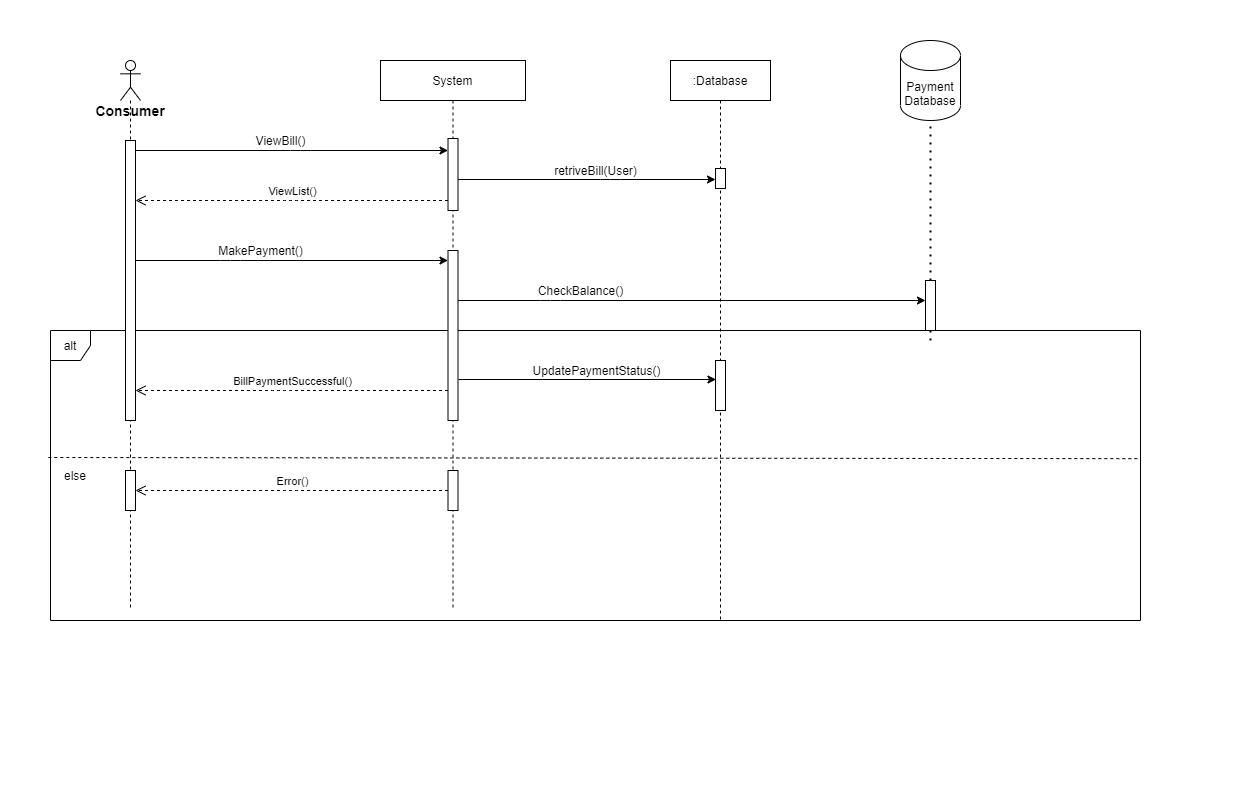 Consumer
System
:Database
Payment
Database
ViewBill()
retriveBill(User)
ViewList()
MakePayment()
CheckBalance()
alt
UpdatePaymentStatus()
BillPaymentSuccessful()
else
Error()